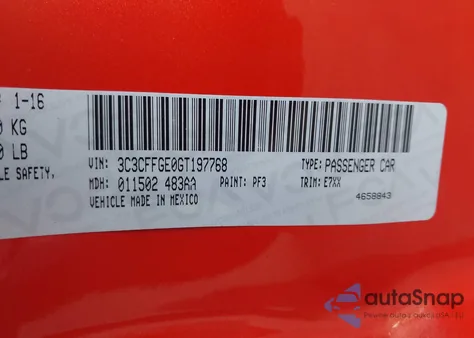 1-16
KG
LB
LE SAFETY.
VIN: 3C3CFFGE0GT197768
TYPE: PASSENGER CAR
MDH: 011502 483AA
PAINT: PF3
TRIM: E7XX
VEHICLE MADE IN MEXICO
4658843
autoSnap